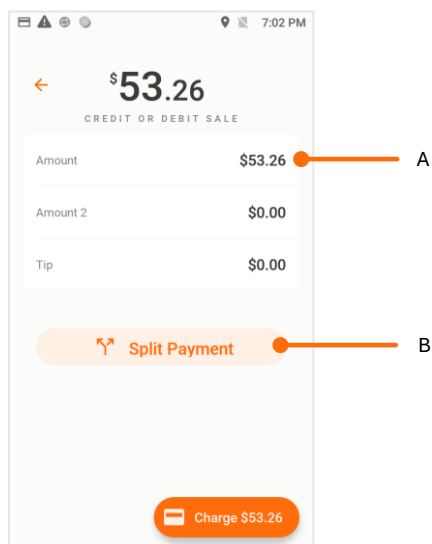 7:02 PM
$53.26
CREDIT OR DEBIT SALE
Amount $53.26 A
Amount 2 $0.00
Tip $0.00
Split Payment B
Charge $53.26